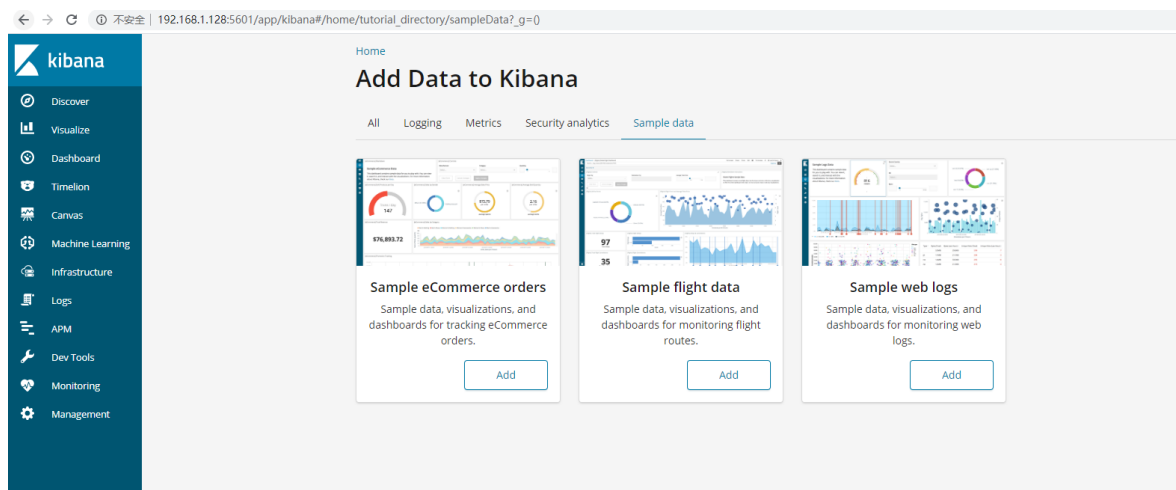 不安全 | 192.168.1.128:5601/app/kibana#/home/tutorial_directory/sampleData?_g=()
kibana
Discover
Visualize
Dashboard
Timelion
Canvas
Machine Learning
Infrastructure
Logs
APM
Dev Tools
Monitoring
Management
Home
Add Data to Kibana
All Logging Metrics Security analytics Sample data
147
$76,893.72
97
35
Sample eCommerce orders
Sample data, visualizations, and
dashboards for tracking eCommerce
orders.
Add
Sample flight data
Sample data, visualizations, and
dashboards for monitoring flight
routes.
Add
Sample web logs
Sample data, visualizations, and
dashboards for monitoring web
logs.
Add